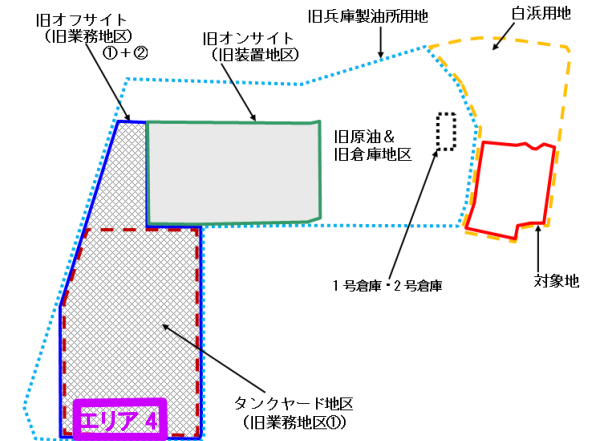 旧兵庫製油所用地
白浜用地
旧オフサイト
(旧業務地区)
①+②
旧オンサイト
(旧装置地区)
旧原油&
旧倉庫地区
1号倉庫・2号倉庫
対象地
タンクヤード地区
(旧業務地区①)
エリア 4